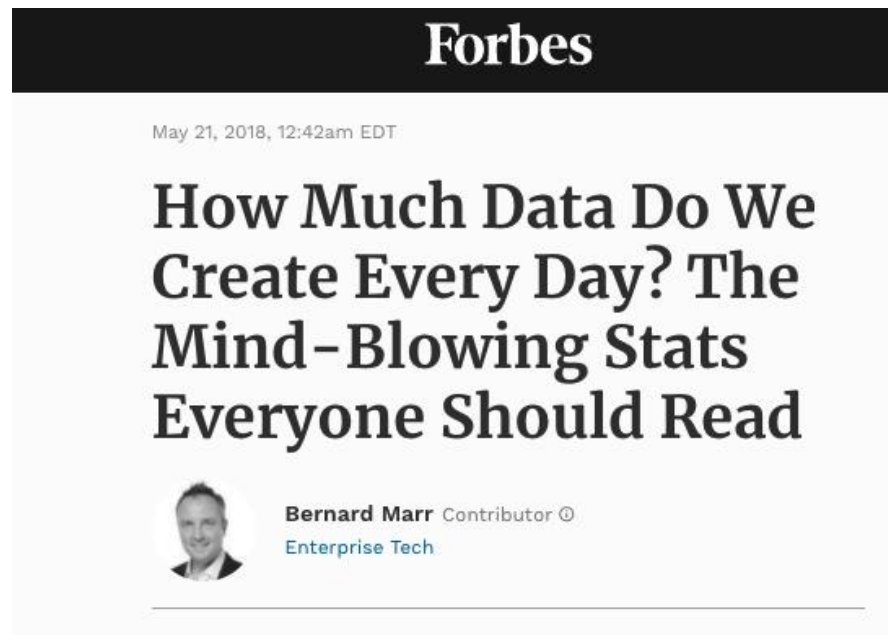 Forbes
May 21, 2018, 12:42am EDT
How Much Data Do We
Create Every Day? The
Mind-Blowing Stats
Everyone Should Read
Bernard Marr Contributor ⓘ
Enterprise Tech